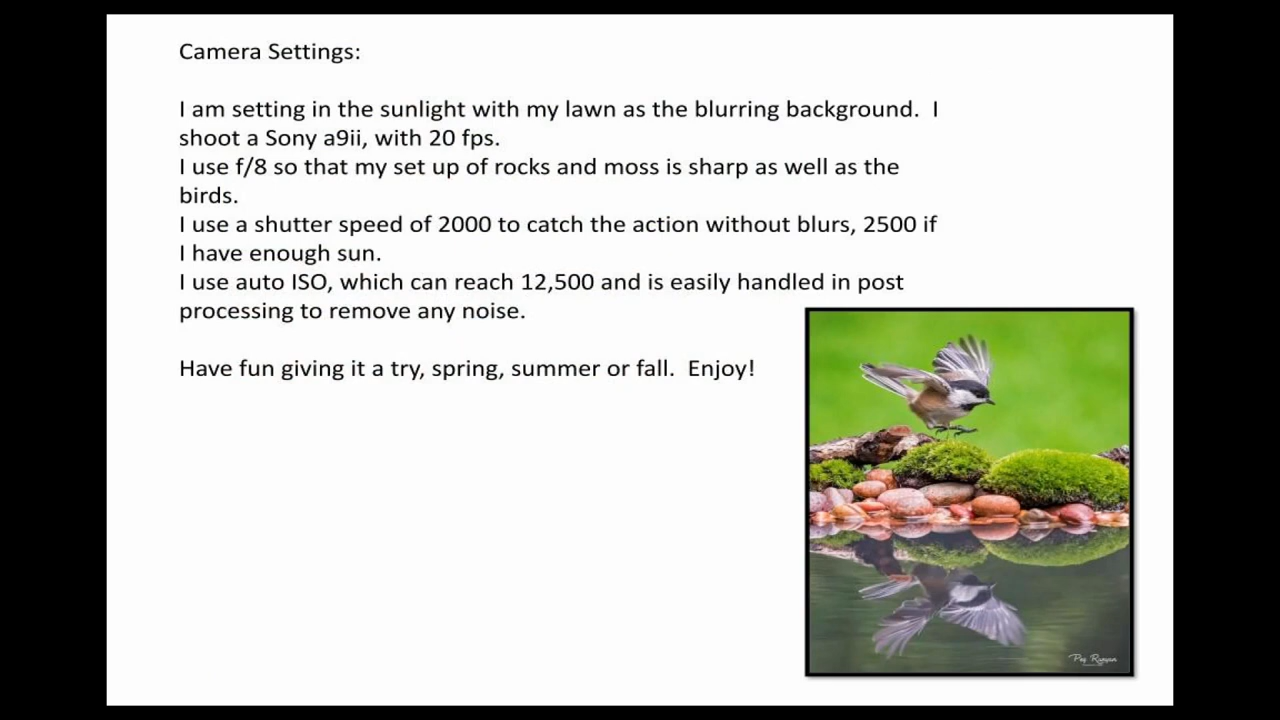 Camera Settings:
I am setting in the sunlight with my lawn as the blurring background.  I
shoot a Sony a9ii, with 20 fps.
I use f/8 so that my set up of rocks and moss is sharp as well as the
birds.
I use a shutter speed of 2000 to catch the action without blurs, 2500 if
I have enough sun.
I use auto ISO, which can reach 12,500 and is easily handled in post
processing to remove any noise.
Have fun giving it a try, spring, summer or fall.  Enjoy!